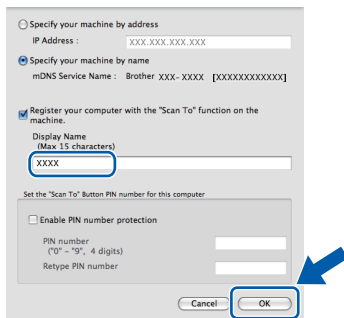 Specify your machine by address
IP Address : XXX.XXX.XXX.XXX
Specify your machine by name
mDNS Service Name : Brother XXX-XXXX [XXXXXXXXXXXX]
Register your computer with the "Scan To" function on the
machine.
Display Name
(Max 15 characters)
XXXX
Set the "Scan To" Button PIN number for this computer
Enable PIN number protection
PIN number
("0" – "9", 4 digits)
Retype PIN number
Cancel OK